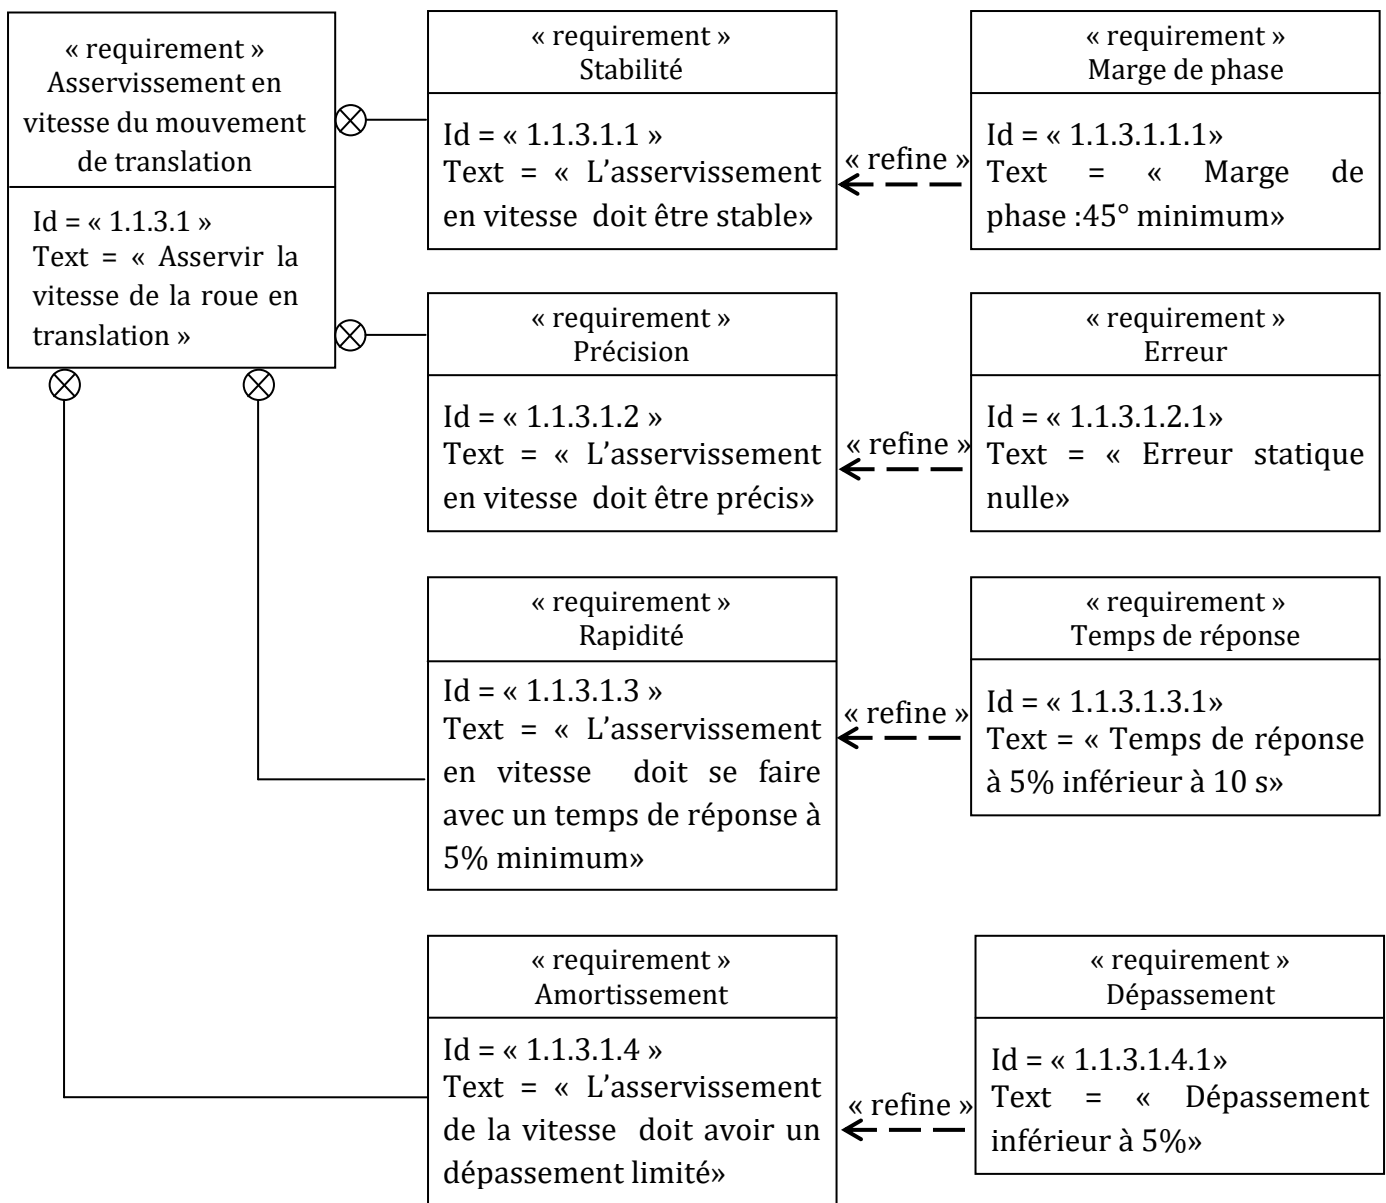 « requirement »
Asservissement en
vitesse du mouvement
de translation
Id = « 1.1.3.1 »
Text = « Asservir la
vitesse de la roue en
translation »
« requirement »
Stabilité
Id = « 1.1.3.1.1 »
Text = « L’asservissement
en vitesse doit être stable»
« refine »
« requirement »
Marge de phase
Id = « 1.1.3.1.1.1»
Text = « Marge de
phase :45° minimum»
« requirement »
Précision
Id = « 1.1.3.1.2 »
Text = « L’asservissement
en vitesse doit être précis»
« refine »
« requirement »
Erreur
Id = « 1.1.3.1.2.1»
Text = « Erreur statique
nulle»
« requirement »
Rapidité
Id = « 1.1.3.1.3 »
Text = « L’asservissement
en vitesse doit se faire
avec un temps de réponse à
5% minimum»
« refine »
« requirement »
Temps de réponse
Id = « 1.1.3.1.3.1»
Text = « Temps de réponse
à 5% inférieur à 10 s»
« requirement »
Amortissement
Id = « 1.1.3.1.4 »
Text = « L’asservissement
de la vitesse doit avoir un
dépassement limité»
« refine »
« requirement »
Dépassement
Id = « 1.1.3.1.4.1»
Text = « Dépassement
inférieur à 5%»